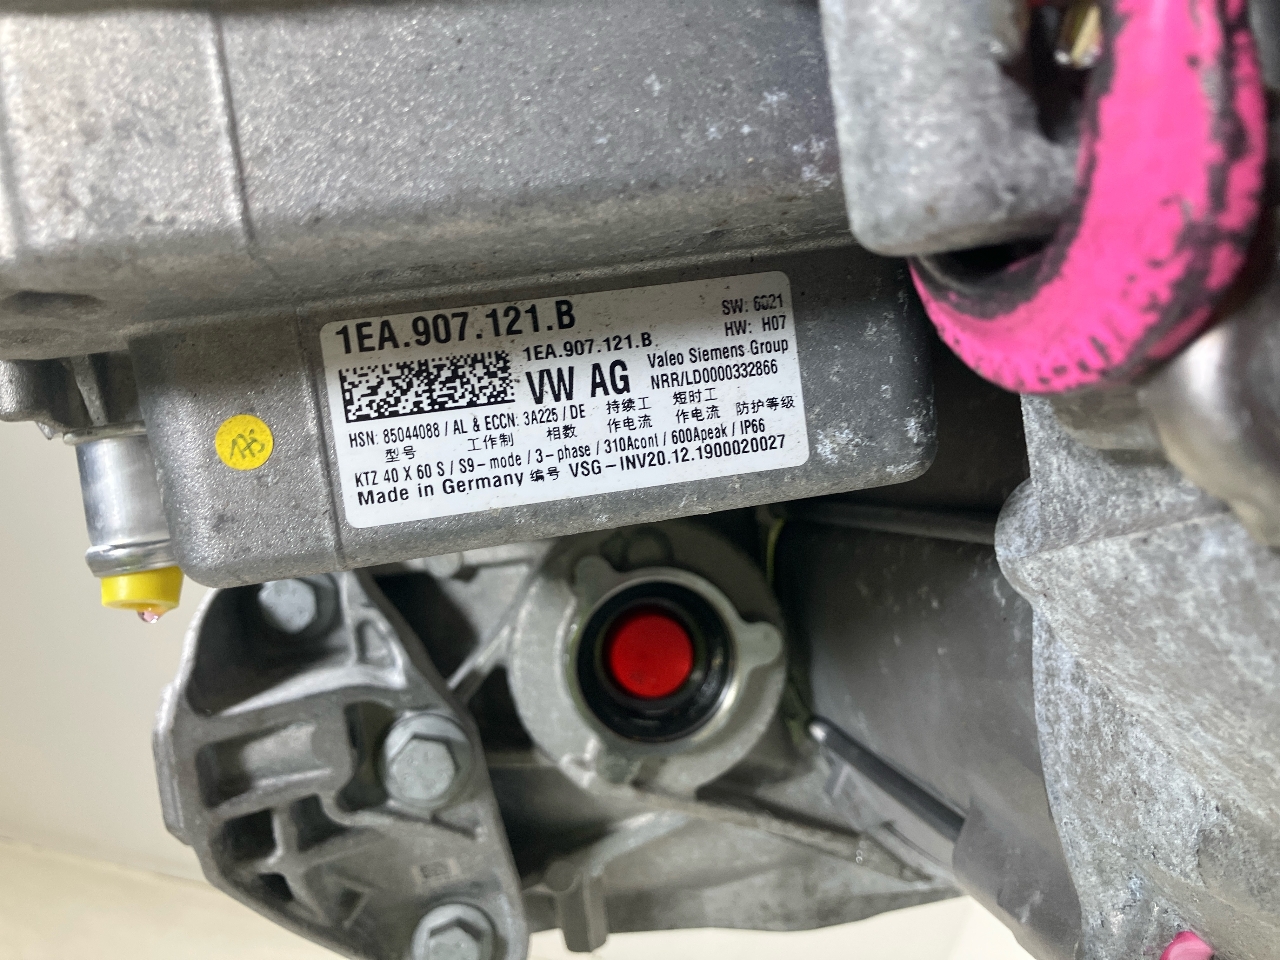 1EA.907.121.B
SW: 6021
HW: H07
1EA.907.121.B
VW AG
Valeo Siemens Group
NRR/LD0000332866
HSN: 85044088 / AL & ECCN: 3A225 / DE
型号 工作制 相数 持续工作电流 短时工作电流 防护等级
KTZ 40 X 60 S / S9-mode / 3-phase / 310Acont / 600Apeak / IP66
Made in Germany 编号 VSG-INV20.12.1900020027